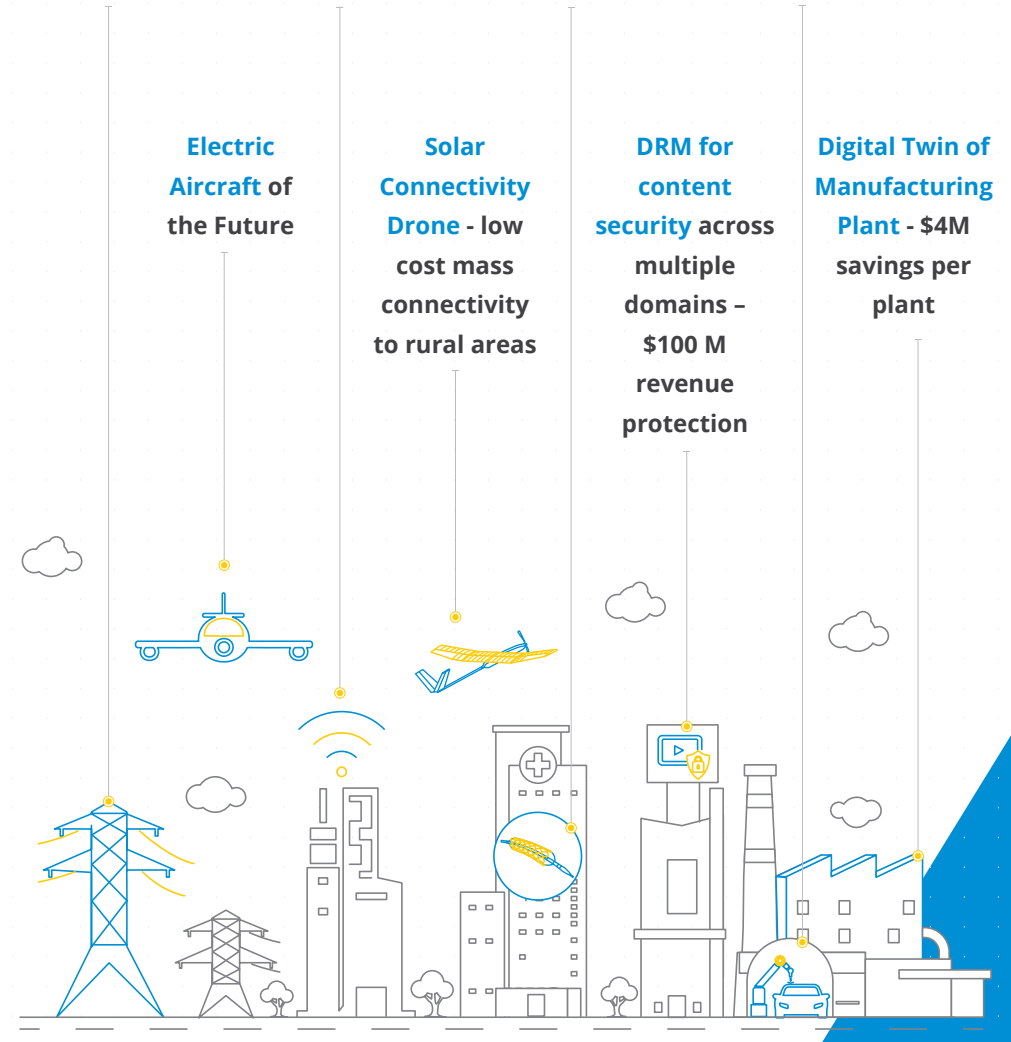 Electric
Aircraft of
the Future
Solar
Connectivity
Drone - low
cost mass
connectivity
to rural areas
DRM for
content
security across
multiple
domains –
$100 M
revenue
protection
Digital Twin of
Manufacturing
Plant - $4M
savings per
plant